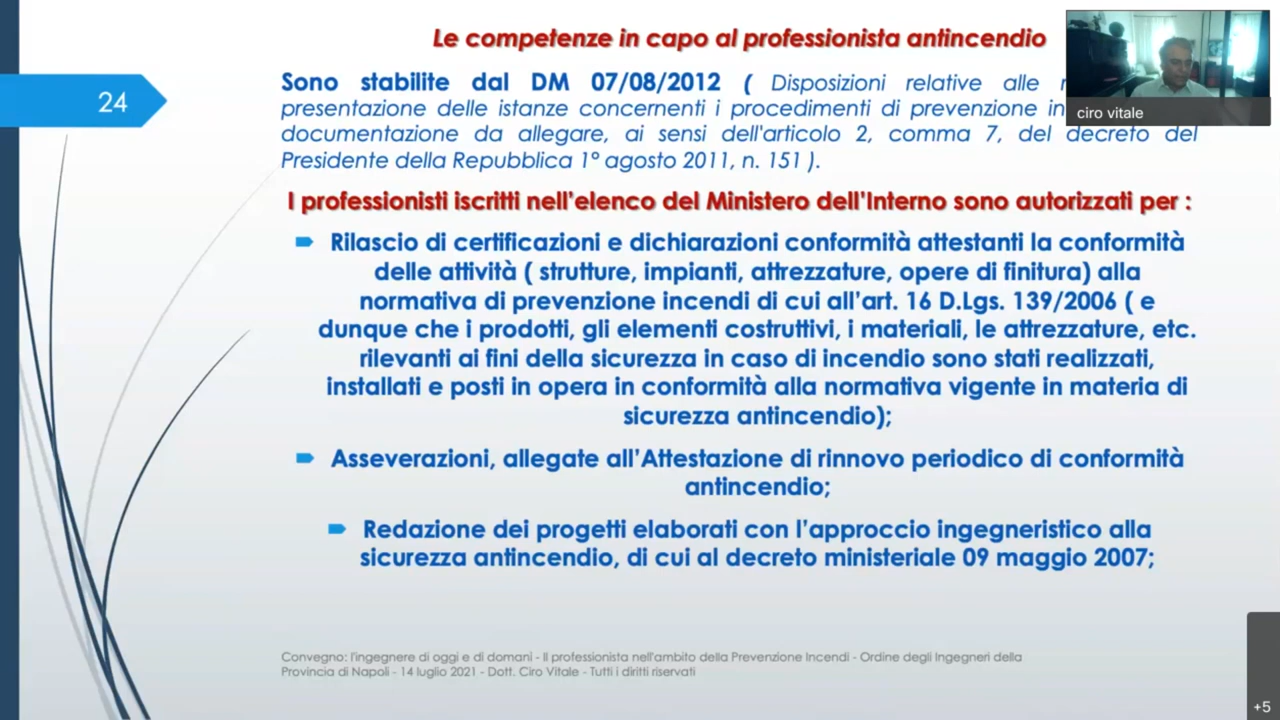 Le competenze in capo al professionista antincendio
24
Sono stabilite dal DM 07/08/2012 ( Disposizioni relative alle
presentazione delle istanze concernenti i procedimenti di prevenzione
documentazione da allegare, ai sensi dell'articolo 2, comma 7, del decreto del
Presidente della Repubblica 1° agosto 2011, n. 151 ).
ciro vitale
I professionisti iscritti nell'elenco del Ministero dell'Interno sono autorizzati per :
Rilascio di certificazioni e dichiarazioni conformità attestanti la conformità
delle attività ( strutture, impianti, attrezzature, opere di finitura) alla
normativa di prevenzione incendi di cui all'art. 16 D.Lgs. 139/2006 ( e
dunque che i prodotti, gli elementi costruttivi, i materiali, le attrezzature, etc.
rilevanti ai fini della sicurezza in caso di incendio sono stati realizzati,
installati e posti in opera in conformità alla normativa vigente in materia di
sicurezza antincendio);
Asseverazioni, allegate all'Attestazione di rinnovo periodico di conformità
antincendio;
Redazione dei progetti elaborati con l'approccio ingegneristico alla
sicurezza antincendio, di cui al decreto ministeriale 09 maggio 2007;
Convegno: l'ingegnere di oggi e di domani - Il professionista nell'ambito della Prevenzione Incendi - Ordine degli Ingegneri della
Provincia di Napoli - 14 luglio 2021 - Dott. Ciro Vitale - Tutti i diritti riservati
+5